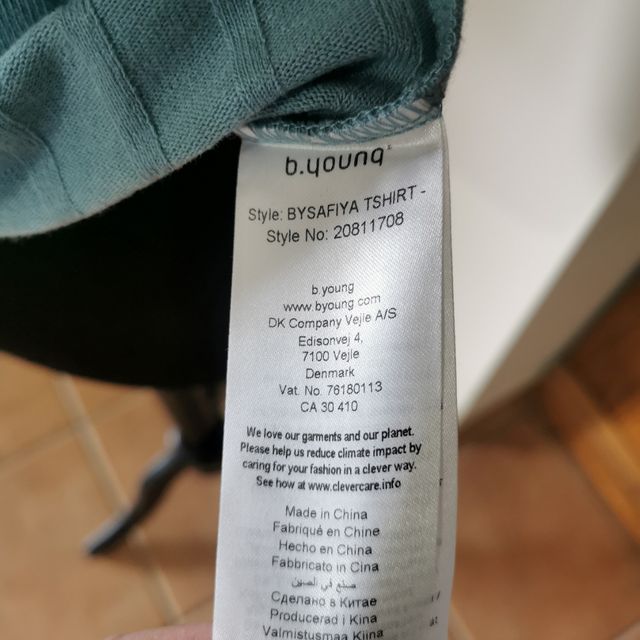 b.young
Style: BYSAFIYA TSHIRT -
Style No: 20811708
b.young
www.byoung.com
DK Company Vejle A/S
Edisonvej 4,
7100 Vejle
Denmark
Vat. No. 76180113
CA 30 410
We love our garments and our planet.
Please help us reduce climate impact by
caring for your fashion in a clever way.
See how at www.clevercare.info
Made in China
Fabriqué en Chine
Hecho en China
Fabbricato in Cina
صنع في الصين
Сделано в Китае
Producerad i Kina
Valmistusmaa Kiina